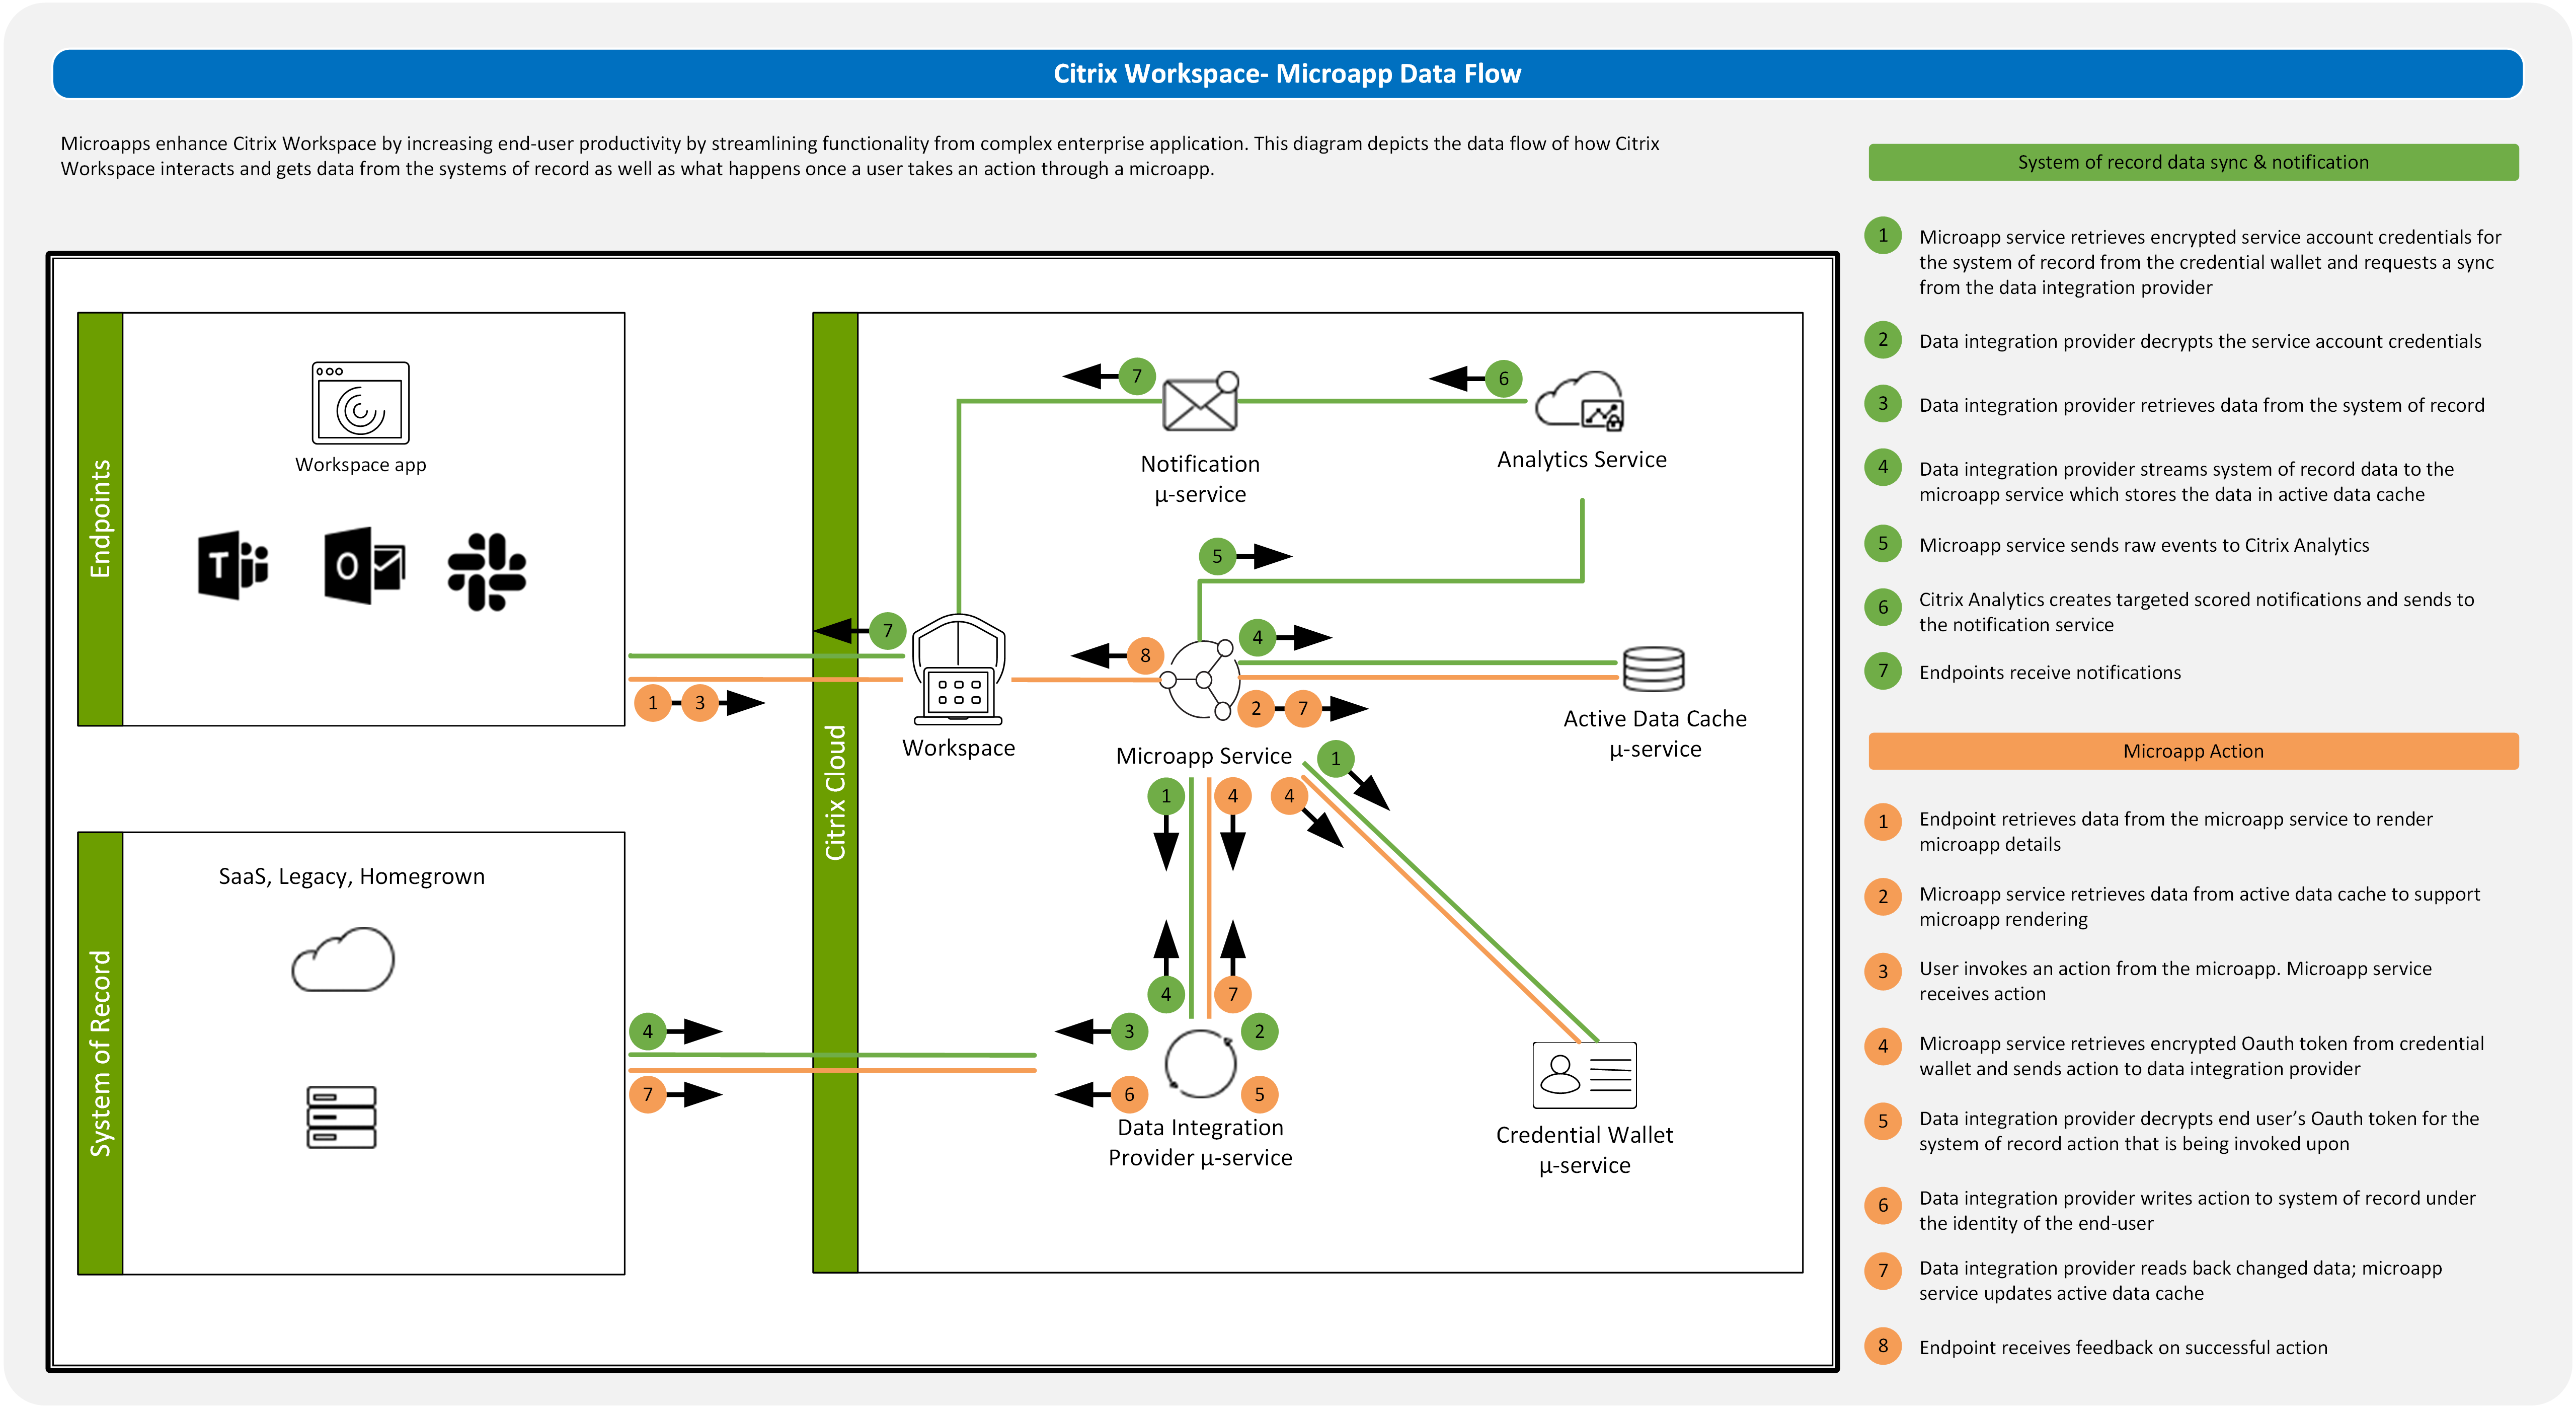 Citrix Workspace- Microapp Data Flow
Microapps enhance Citrix Workspace by increasing end-user productivity by streamlining functionality from complex enterprise application. This diagram depicts the data flow of how Citrix
Workspace interacts and gets data from the systems of record as well as what happens once a user takes an action through a microapp.
Endpoints
Workspace app
T
O
System of Record
SaaS, Legacy, Homegrown
Citrix Cloud
7
6
Notification
µ-service
Analytics Service
5
7
8
4
1
3
2
7
Workspace
Microapp Service
Active Data Cache
µ-service
1
1
4
4
4
7
4
3
2
7
6
5
Data Integration
Provider µ-service
Credential Wallet
µ-service
System of record data sync & notification
1
Microapp service retrieves encrypted service account credentials for
the system of record from the credential wallet and requests a sync
from the data integration provider
2
Data integration provider decrypts the service account credentials
3
Data integration provider retrieves data from the system of record
4
Data integration provider streams system of record data to the
microapp service which stores the data in active data cache
5
Microapp service sends raw events to Citrix Analytics
6
Citrix Analytics creates targeted scored notifications and sends to
the notification service
7
Endpoints receive notifications
Microapp Action
1
Endpoint retrieves data from the microapp service to render
microapp details
2
Microapp service retrieves data from active data cache to support
microapp rendering
3
User invokes an action from the microapp. Microapp service
receives action
4
Microapp service retrieves encrypted Oauth token from credential
wallet and sends action to data integration provider
5
Data integration provider decrypts end user’s Oauth token for the
system of record action that is being invoked upon
6
Data integration provider writes action to system of record under
the identity of the end-user
7
Data integration provider reads back changed data; microapp
service updates active data cache
8
Endpoint receives feedback on successful action